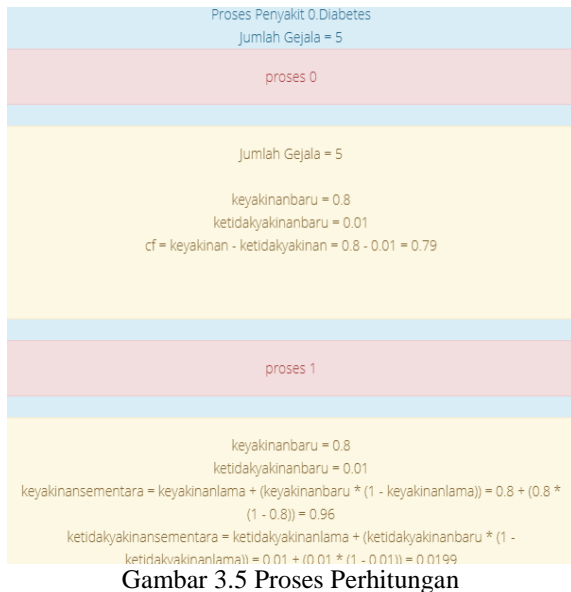 Proses Penyakit 0.Diabetes
Jumlah Gejala = 5
proses 0
Jumlah Gejala = 5
keyakinanbaru = 0.8
ketidakyakinanbaru = 0.01
cf = keyakinan - ketidakyakinan = 0.8 - 0.01 = 0.79
proses 1
keyakinanbaru = 0.8
ketidakyakinanbaru = 0.01
keyakinansementara = keyakinanlama + (keyakinanbaru * (1 - keyakinanlama)) = 0.8 + (0.8 *
(1 - 0.8)) = 0.96
ketidakyakinansementara = ketidakyakinanlama + (ketidakyakinanbaru * (1 -
ketidakyakinanlama)) = 0.01 + (0.01 * (1 - 0.01)) = 0.0199
Gambar 3.5 Proses Perhitungan